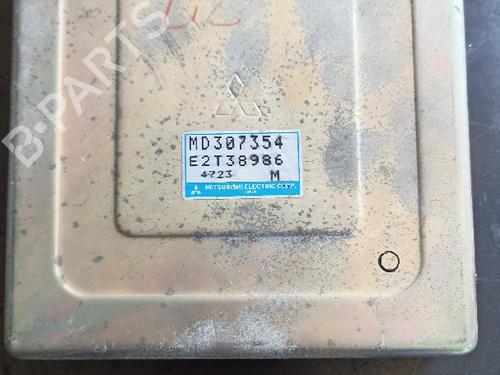 B-PARTS
MD307354
E2T38986
4723 M
MITSUBISHI ELECTRIC CORP.